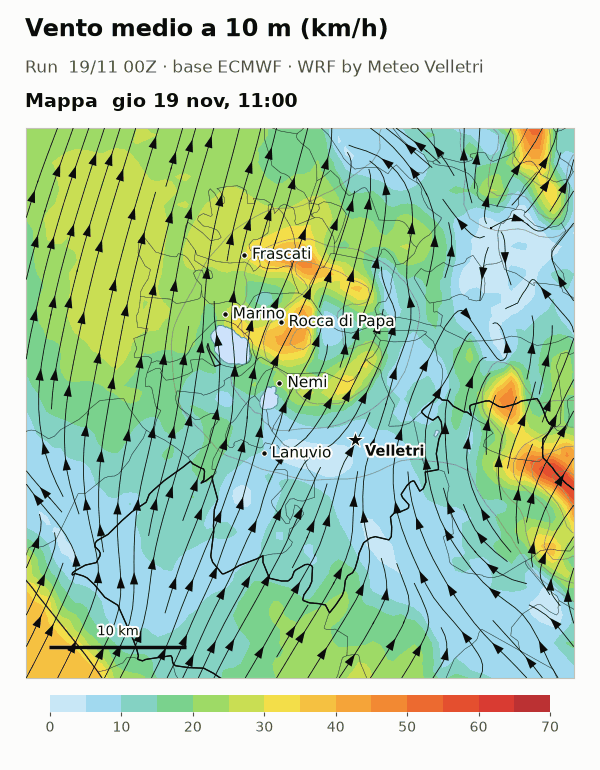 Vento medio a 10 m (km/h)
Run 19/11 00Z · base ECMWF · WRF by Meteo Velletri
Mappa gio 19 nov, 11:00
Frascati
Marino
Rocca di Papa
Nemi
Velletri
Lanuvio
10 km
0 10 20 30 40 50 60 70